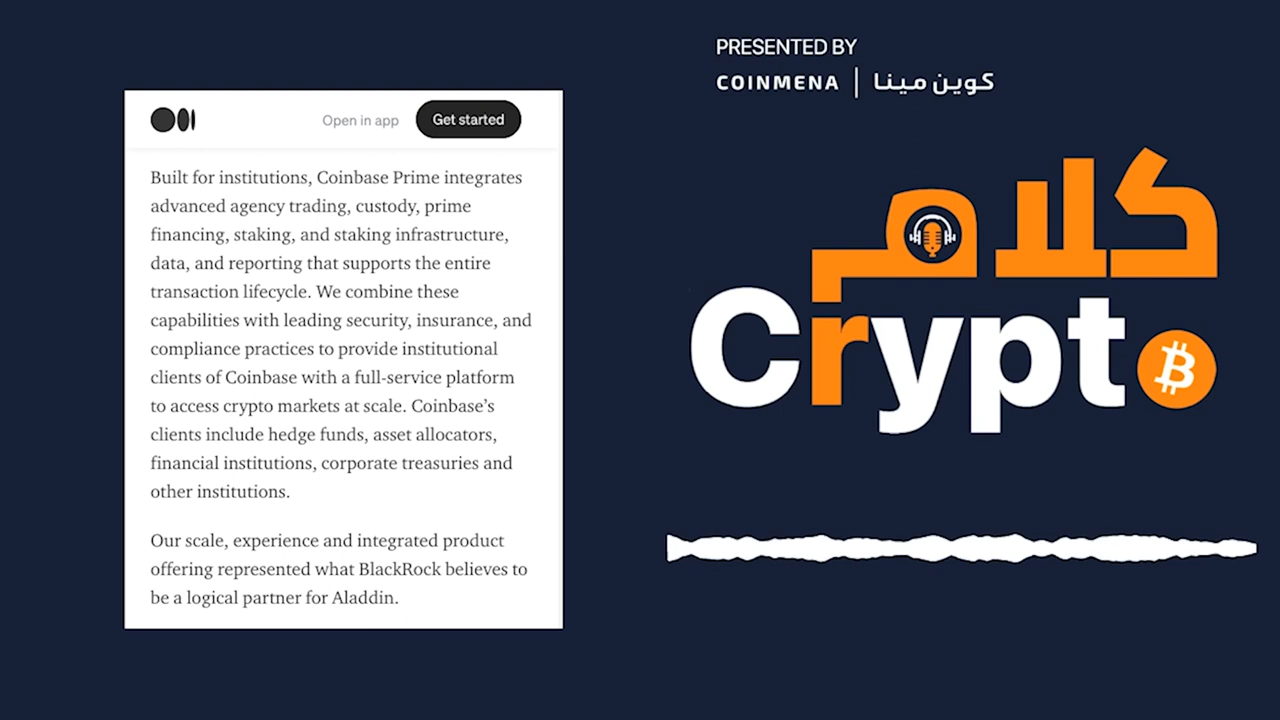 Open in app
Get started
Built for institutions, Coinbase Prime integrates
advanced agency trading, custody, prime
financing, staking, and staking infrastructure,
data, and reporting that supports the entire
transaction lifecycle. We combine these
capabilities with leading security, insurance, and
compliance practices to provide institutional
clients of Coinbase with a full-service platform
to access crypto markets at scale. Coinbase’s
clients include hedge funds, asset allocators,
financial institutions, corporate treasuries and
other institutions.
Our scale, experience and integrated product
offering represented what BlackRock believes to
be a logical partner for Aladdin.
PRESENTED BY
COINMENA | كوين مينا
كلام
Crypto